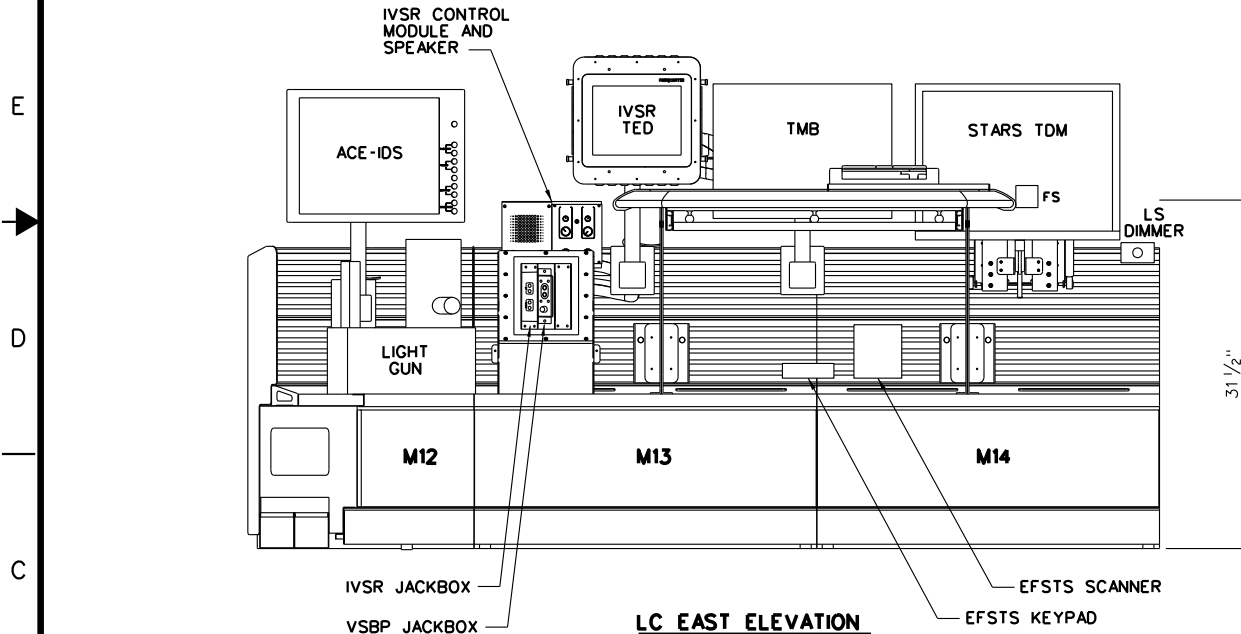 IVSR CONTROL
MODULE AND
SPEAKER
E
ACE-IDS
IVSR
TED
TMB
STARS TDM
FS
LS
DIMMER
D
LIGHT
GUN
31 1/2"
M12
M13
M14
C
IVSR JACKBOX
EFSTS SCANNER
VSBP JACKBOX
EFSTS KEYPAD
LC EAST ELEVATION